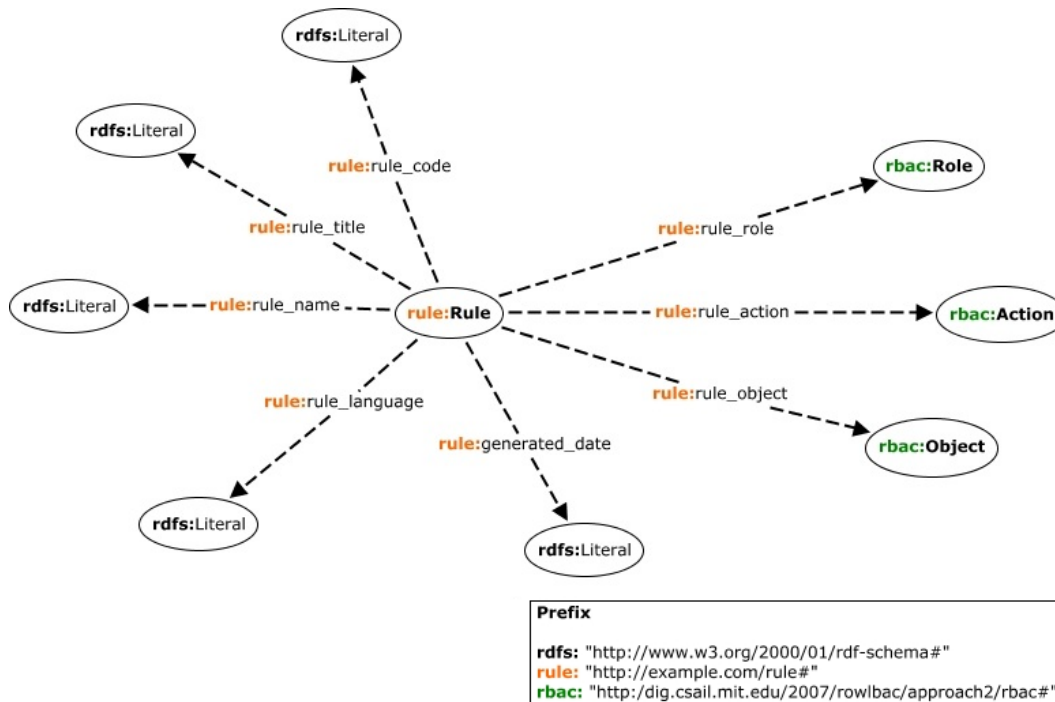 rdfs:Literal
rdfs:Literal
rule:rule_code
rbac:Role
rule:rule_title
rule:rule_role
rdfs:Literal
rule:rule_name
rule:Rule
rule:rule_action
rbac:Action
rule:rule_language
rule:rule_object
rule:generated_date
rbac:Object
rdfs:Literal
rdfs:Literal
Prefix
rdfs: "http://www.w3.org/2000/01/rdf-schema#"
rule: "http://example.com/rule#"
rbac: "http:/dig.csail.mit.edu/2007/rowlbac/approach2/rbac#"